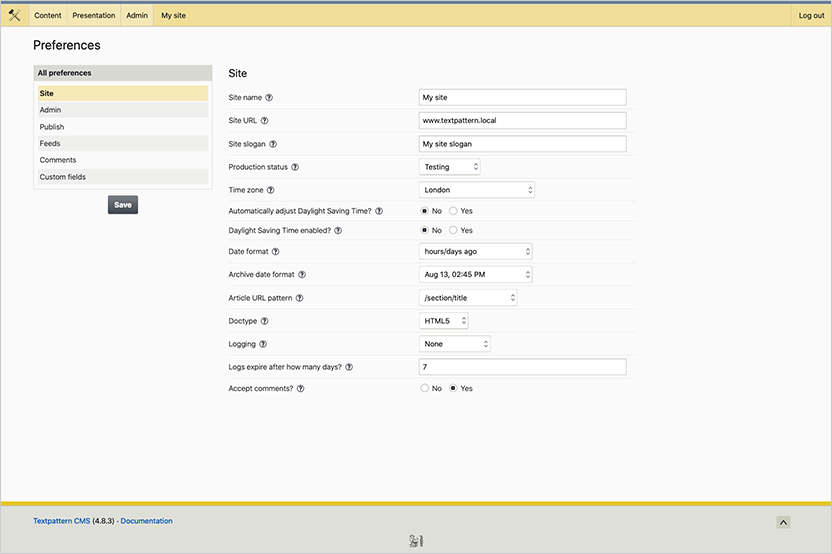 Content Presentation Admin My site Log out
Preferences
All preferences
Site
Admin
Publish
Feeds
Comments
Custom fields
Save
Site
Site name ? My site
Site URL ? www.textpattern.local
Site slogan ? My site slogan
Production status ? Testing
Time zone ? London
Automatically adjust Daylight Saving Time? ? No Yes
Daylight Saving Time enabled? ? No Yes
Date format ? hours/days ago
Archive date format ? Aug 13, 02:45 PM
Article URL pattern ? /section/title
Doctype ? HTML5
Logging ? None
Logs expire after how many days? ? 7
Accept comments? ? No Yes
Textpattern CMS (4.8.3) · Documentation